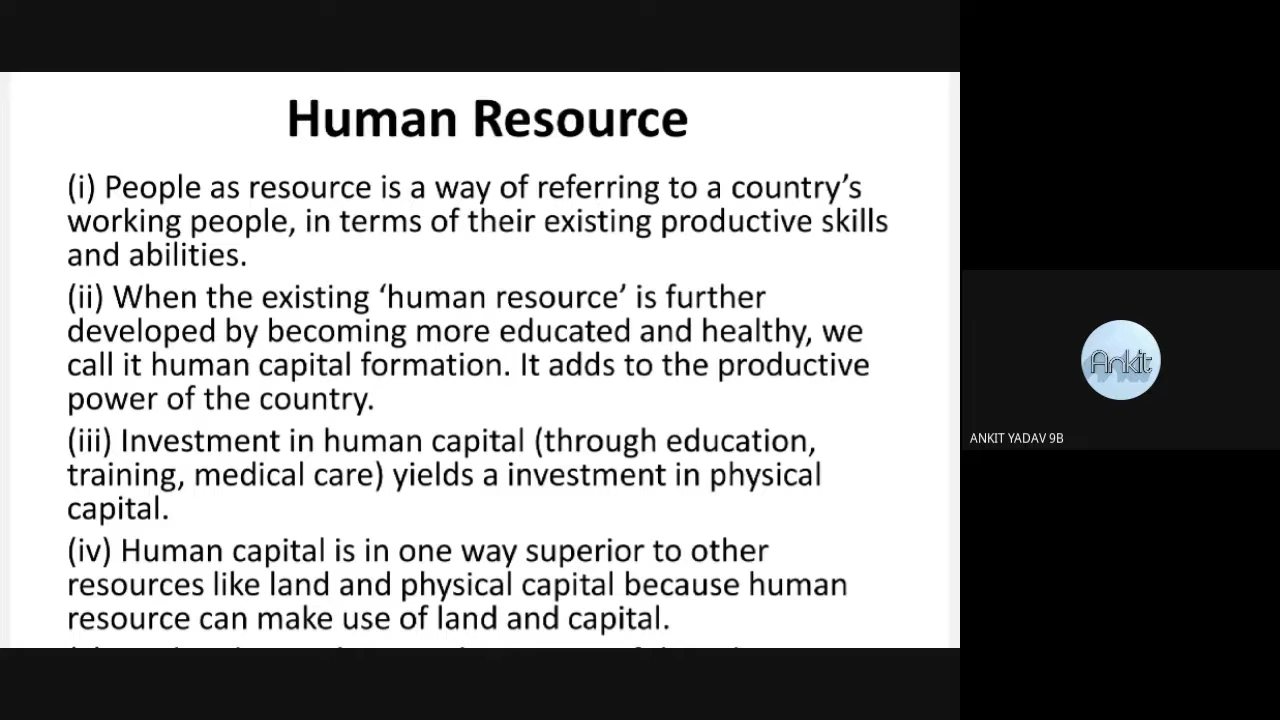 Human Resource
(i) People as resource is a way of referring to a country’s
working people, in terms of their existing productive skills
and abilities.
(ii) When the existing ‘human resource’ is further
developed by becoming more educated and healthy, we
call it human capital formation. It adds to the productive
power of the country.
(iii) Investment in human capital (through education,
training, medical care) yields a investment in physical
capital.
(iv) Human capital is in one way superior to other
resources like land and physical capital because human
resource can make use of land and capital.
Ankit
ANKIT YADAV 9B